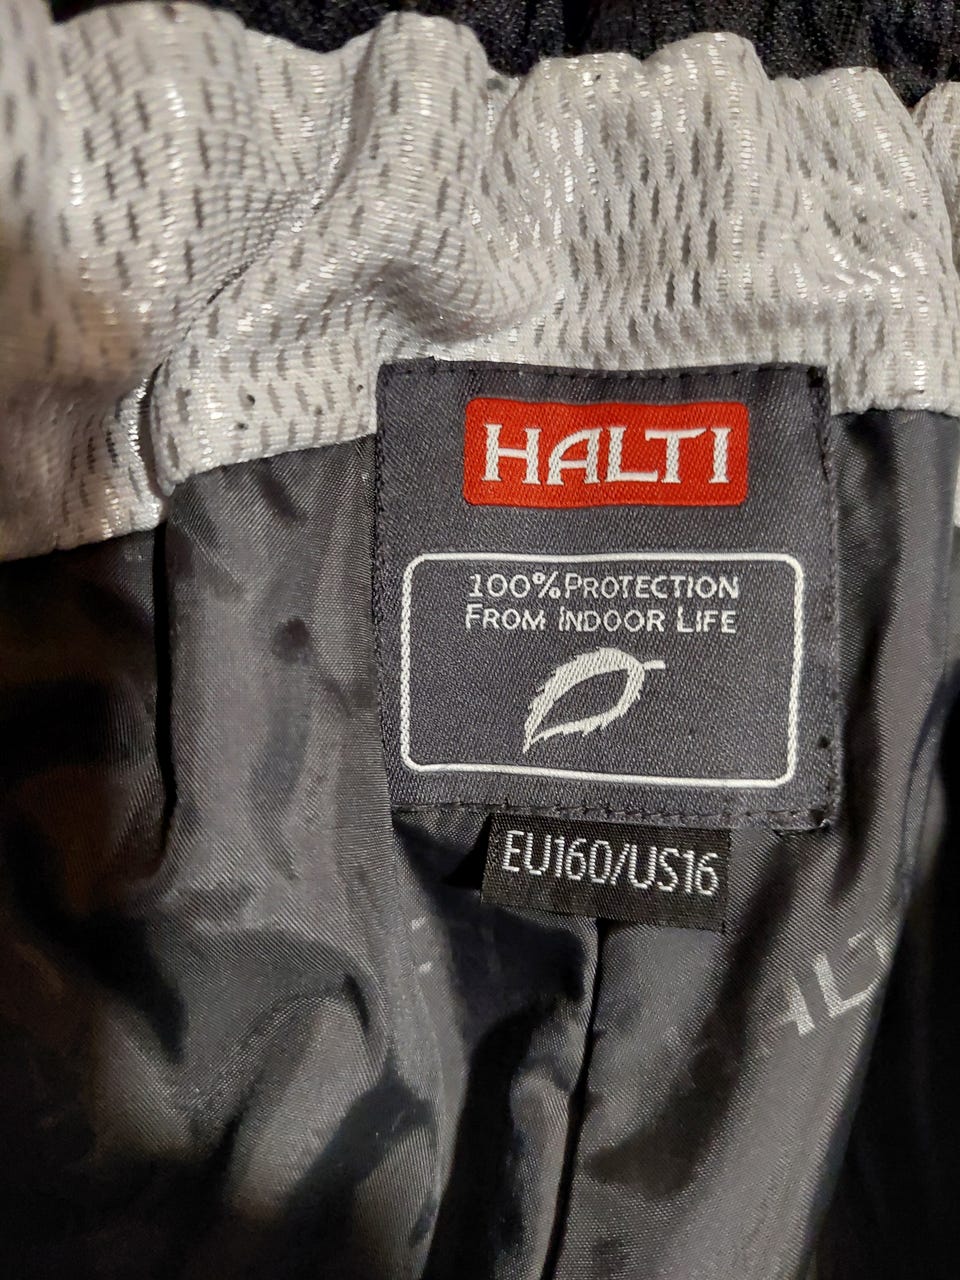 HALTI
100% PROTECTION
FROM INDOOR LIFE
EU160/US16